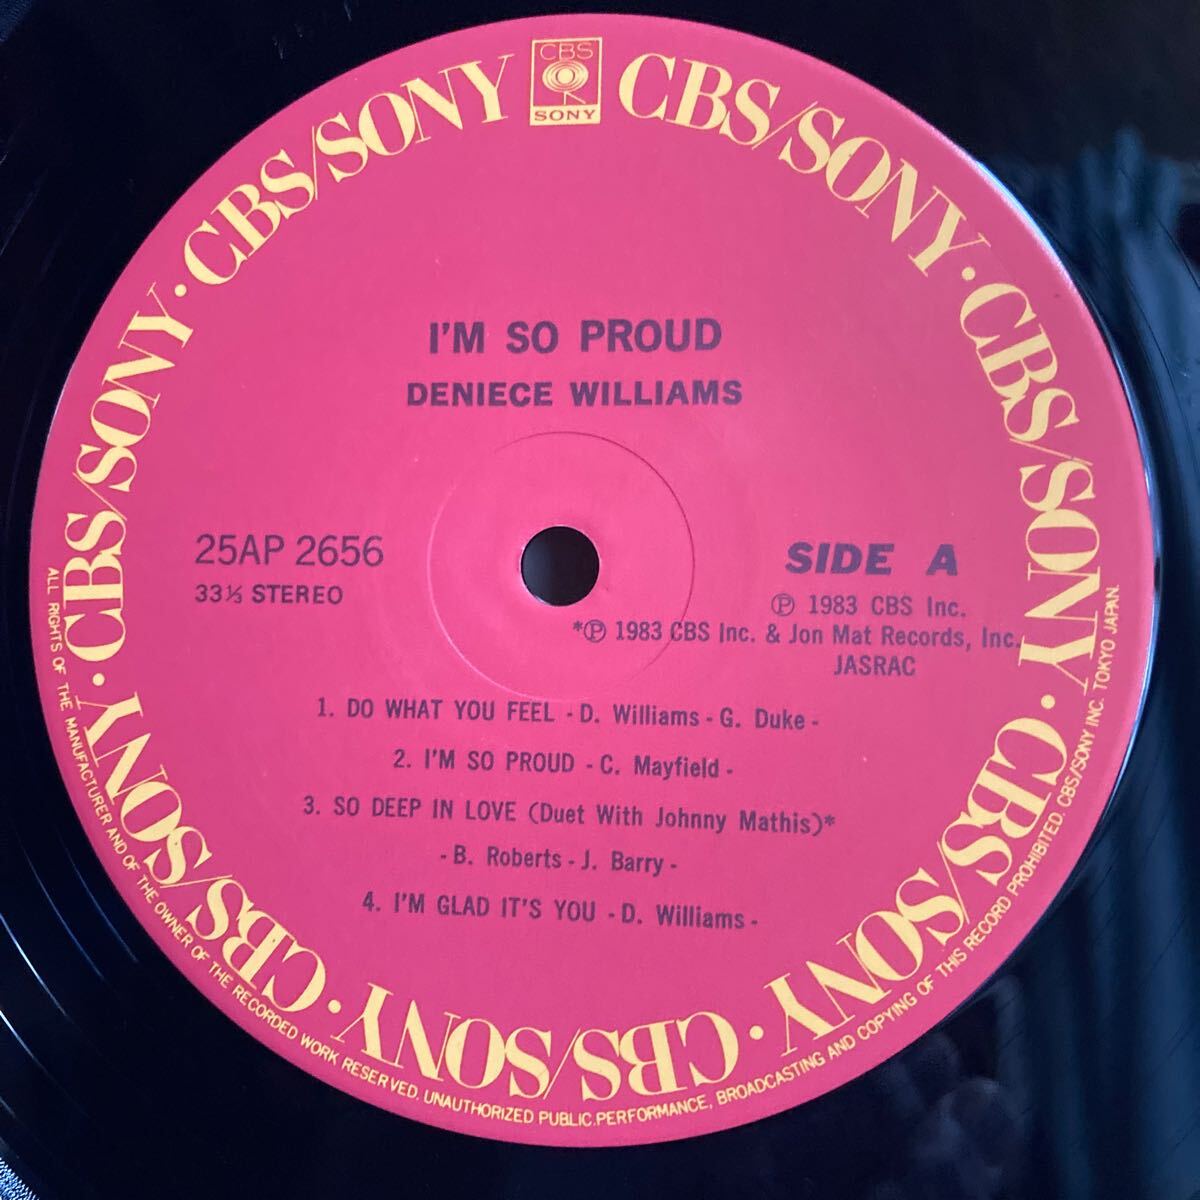 CBS
SONY
CBS/SONY · CBS/SONY · CBS/SONY · CBS/SONY · CBS/SONY · CBS/SONY · CBS/SONY · CBS/SONY
I'M SO PROUD
DENIECE WILLIAMS
25AP 2656
33⅓ STEREO
SIDE A
℗ 1983 CBS Inc.
*℗ 1983 CBS Inc. & Jon Mat Records, Inc.
JASRAC
1. DO WHAT YOU FEEL - D. Williams - G. Duke -
2. I'M SO PROUD - C. Mayfield -
3. SO DEEP IN LOVE (Duet With Johnny Mathis)*
- B. Roberts - J. Barry -
4. I'M GLAD IT'S YOU - D. Williams -
ALL RIGHTS OF THE MANUFACTURER AND OF THE OWNER OF THE RECORDED WORK RESERVED. UNAUTHORIZED PUBLIC PERFORMANCE, BROADCASTING AND COPYING OF THIS RECORD PROHIBITED. CBS/SONY INC. TOKYO JAPAN.